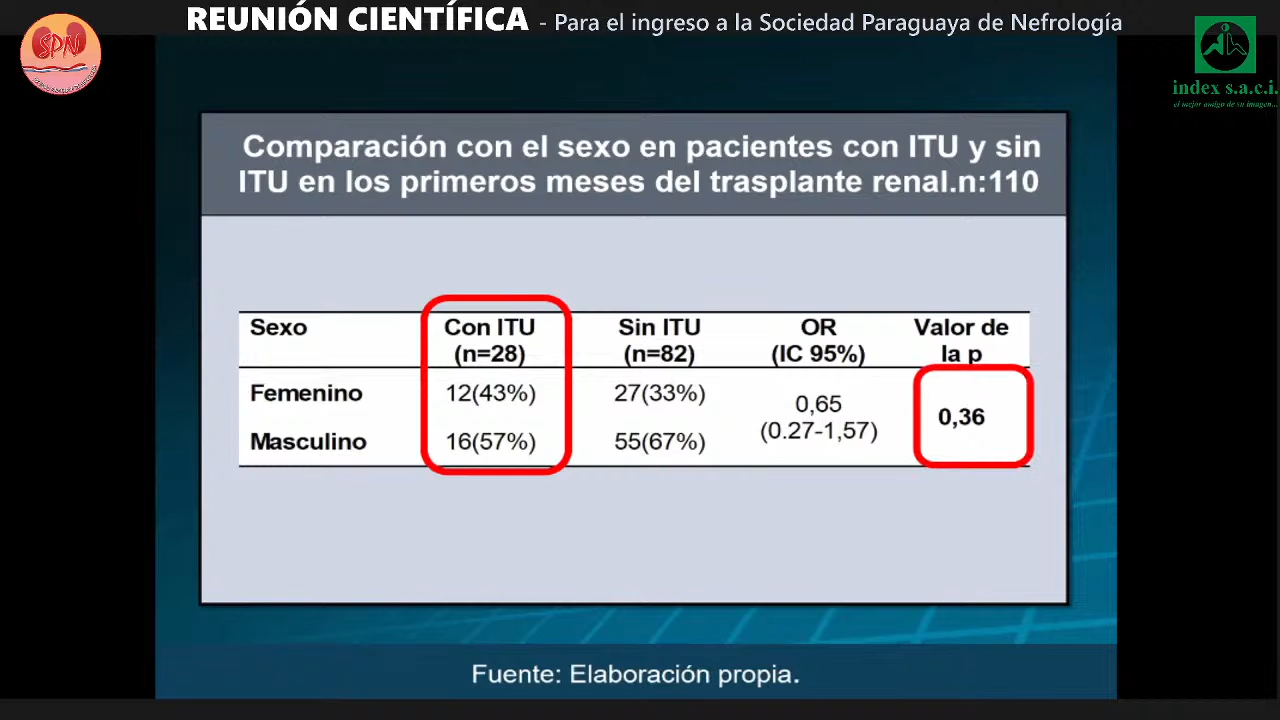 REUNIÓN CIENTÍFICA - Para el ingreso a la Sociedad Paraguaya de Nefrología
SPN
index s.a.c.i.
el mejor amigo de su imagen...
Comparación con el sexo en pacientes con ITU y sin
ITU en los primeros meses del trasplante renal.n:110
Sexo Con ITU (n=28) Sin ITU (n=82) OR (IC 95%) Valor de la p
Femenino 12(43%) 27(33%) 0,65 (0.27-1,57) 0,36
Masculino 16(57%) 55(67%)
Fuente: Elaboración propia.